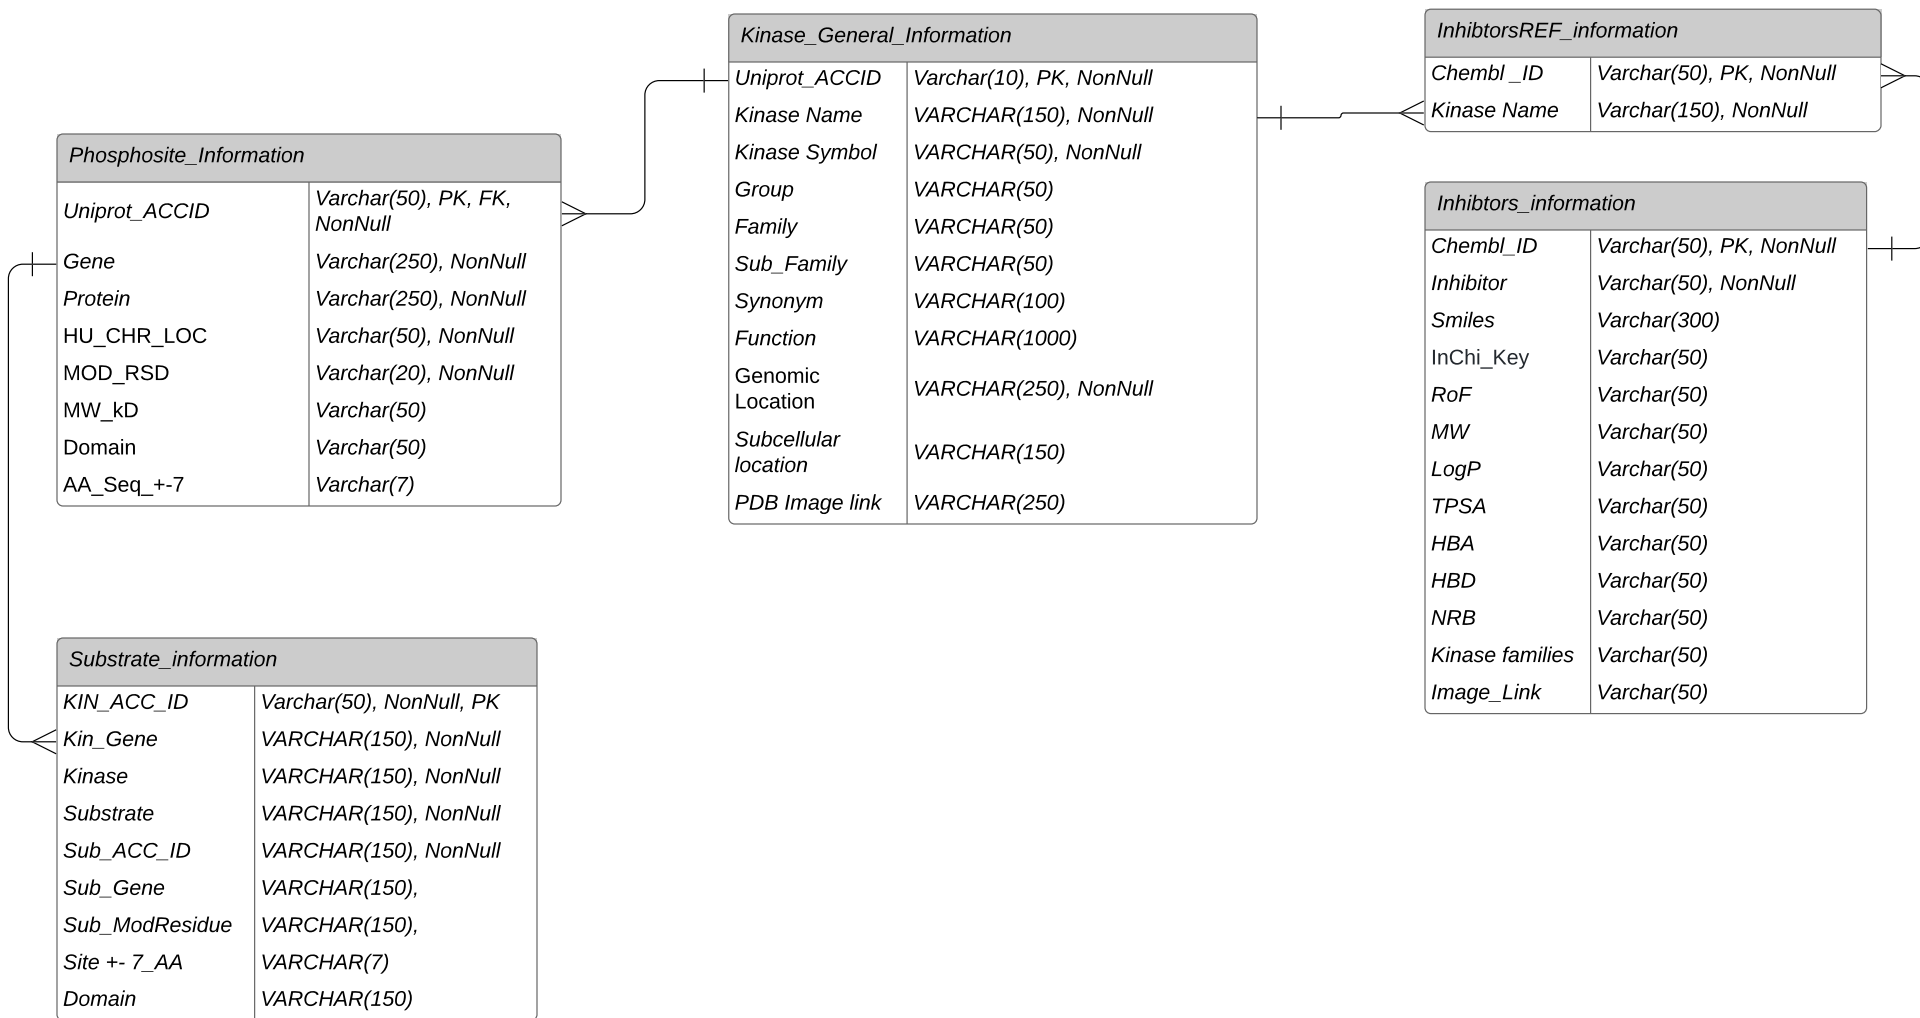 Phosphosite_Information
Uniprot_ACCID Varchar(50), PK, FK,
NonNull
Gene Varchar(250), NonNull
Protein Varchar(250), NonNull
HU_CHR_LOC Varchar(50), NonNull
MOD_RSD Varchar(20), NonNull
MW_kD Varchar(50)
Domain Varchar(50)
AA_Seq_+-7 Varchar(7)
Substrate_information
KIN_ACC_ID Varchar(50), NonNull, PK
Kin_Gene VARCHAR(150), NonNull
Kinase VARCHAR(150), NonNull
Substrate VARCHAR(150), NonNull
Sub_ACC_ID VARCHAR(150), NonNull
Sub_Gene VARCHAR(150),
Sub_ModResidue VARCHAR(150),
Site +- 7_AA VARCHAR(7)
Domain VARCHAR(150)
Kinase_General_Information
Uniprot_ACCID Varchar(10), PK, NonNull
Kinase Name VARCHAR(150), NonNull
Kinase Symbol VARCHAR(50), NonNull
Group VARCHAR(50)
Family VARCHAR(50)
Sub_Family VARCHAR(50)
Synonym VARCHAR(100)
Function VARCHAR(1000)
Genomic
Location VARCHAR(250), NonNull
Subcellular
location VARCHAR(150)
PDB Image link VARCHAR(250)
InhibtorsREF_information
Chembl _ID Varchar(50), PK, NonNull
Kinase Name Varchar(150), NonNull
Inhibtors_information
Chembl_ID Varchar(50), PK, NonNull
Inhibitor Varchar(50), NonNull
Smiles Varchar(300)
InChi_Key Varchar(50)
RoF Varchar(50)
MW Varchar(50)
LogP Varchar(50)
TPSA Varchar(50)
HBA Varchar(50)
HBD Varchar(50)
NRB Varchar(50)
Kinase families Varchar(50)
Image_Link Varchar(50)